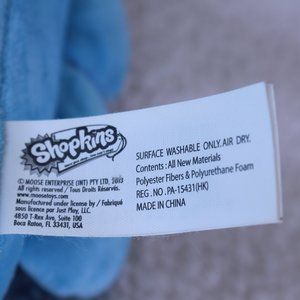 Shopkins
© MOOSE ENTERPRISE (INT) PTY LTD, 2013
All rights reserved / Tous Droits Réservés.
www.moosetoys.com
Manufactured under license by / Fabriqué
sous licence par Just Play, LLC.
4850 T-Rex Ave, Suite 100
Boca Raton, FL 33431, USA
SURFACE WASHABLE ONLY. AIR DRY.
Contents : All New Materials
Polyester Fibers & Polyurethane Foam
REG . NO . PA-15431(HK)
MADE IN CHINA